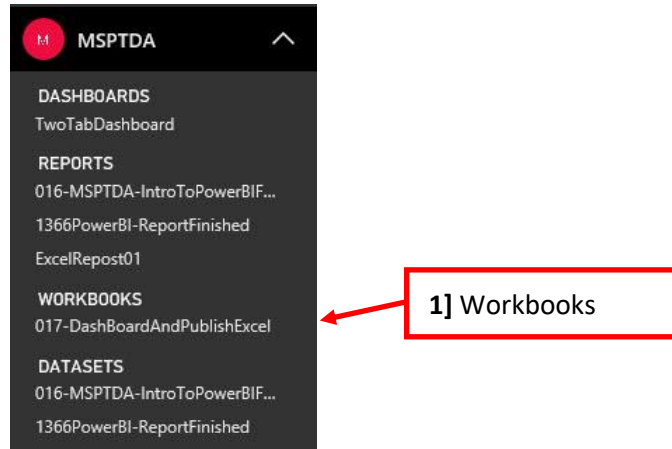 M MSPTDA
DASHBOARDS
TwoTabDashboard
REPORTS
016-MSPTDA-IntroToPowerBIF...
1366PowerBI-ReportFinished
ExcelRepost01
WORKBOOKS
017-DashBoardAndPublishExcel
1] Workbooks
DATASETS
016-MSPTDA-IntroToPowerBIF...
1366PowerBI-ReportFinished